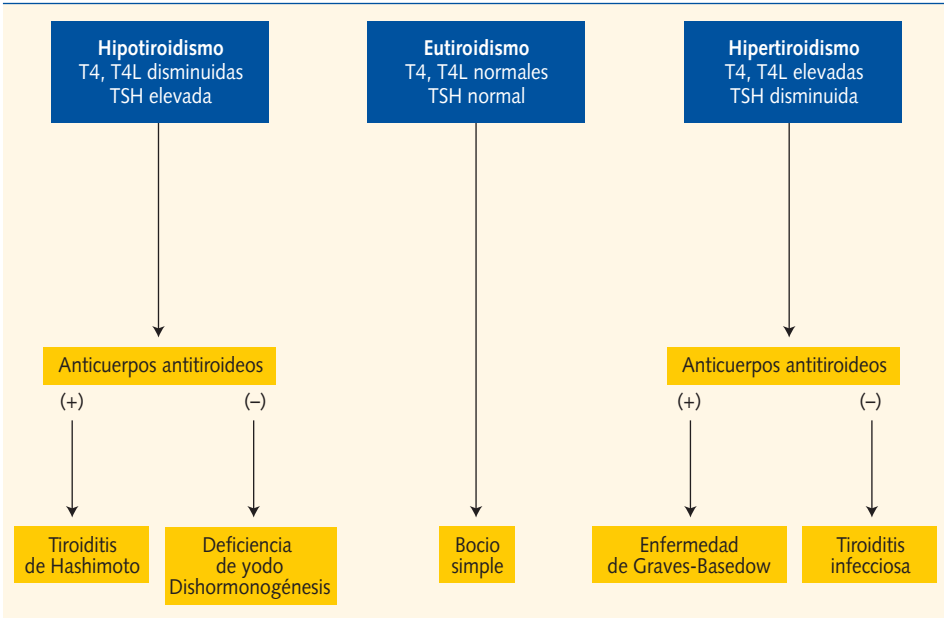 Hipotiroidismo
T4, T4L disminuidas
TSH elevada
Eutiroidismo
T4, T4L normales
TSH normal
Hipertiroidismo
T4, T4L elevadas
TSH disminuida
Anticuerpos antitiroideos
(+)
(–)
Anticuerpos antitiroideos
(+)
(–)
Tiroiditis
de Hashimoto
Deficiencia
de yodo
Dishormonogénesis
Bocio
simple
Enfermedad
de Graves-Basedow
Tiroiditis
infecciosa